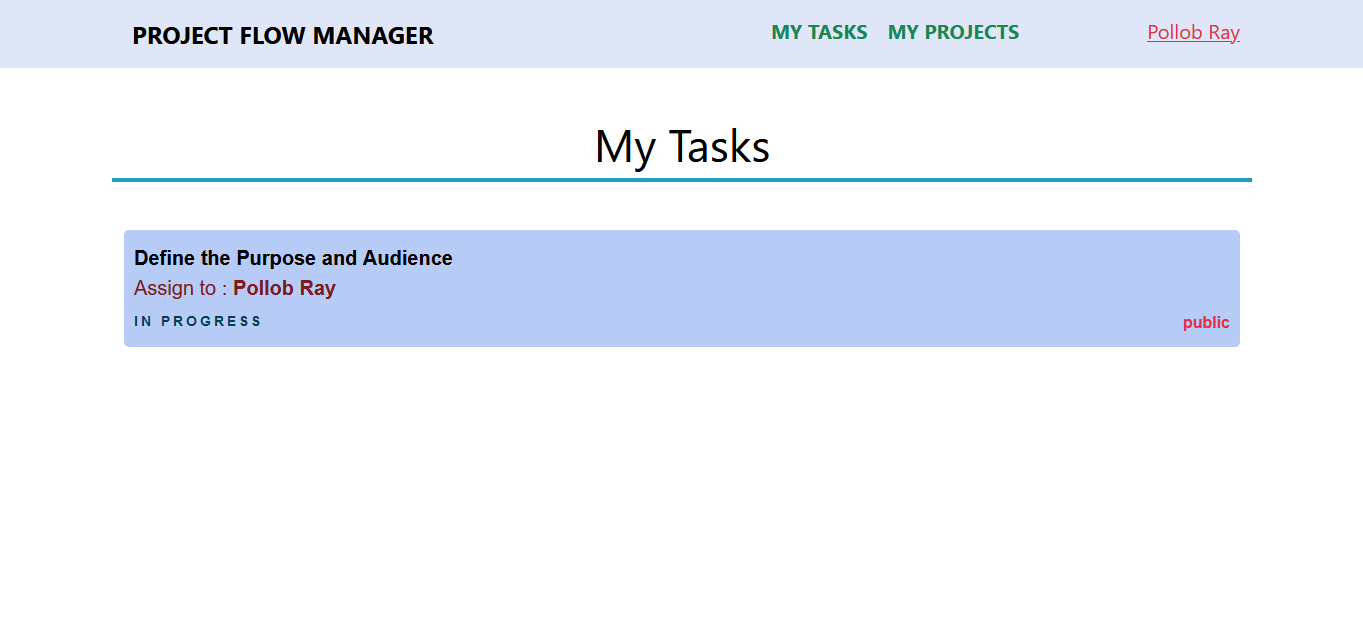 PROJECT FLOW MANAGER
MY TASKS
MY PROJECTS
Pollob Ray
My Tasks
Define the Purpose and Audience
Assign to : Pollob Ray
IN PROGRESS
public